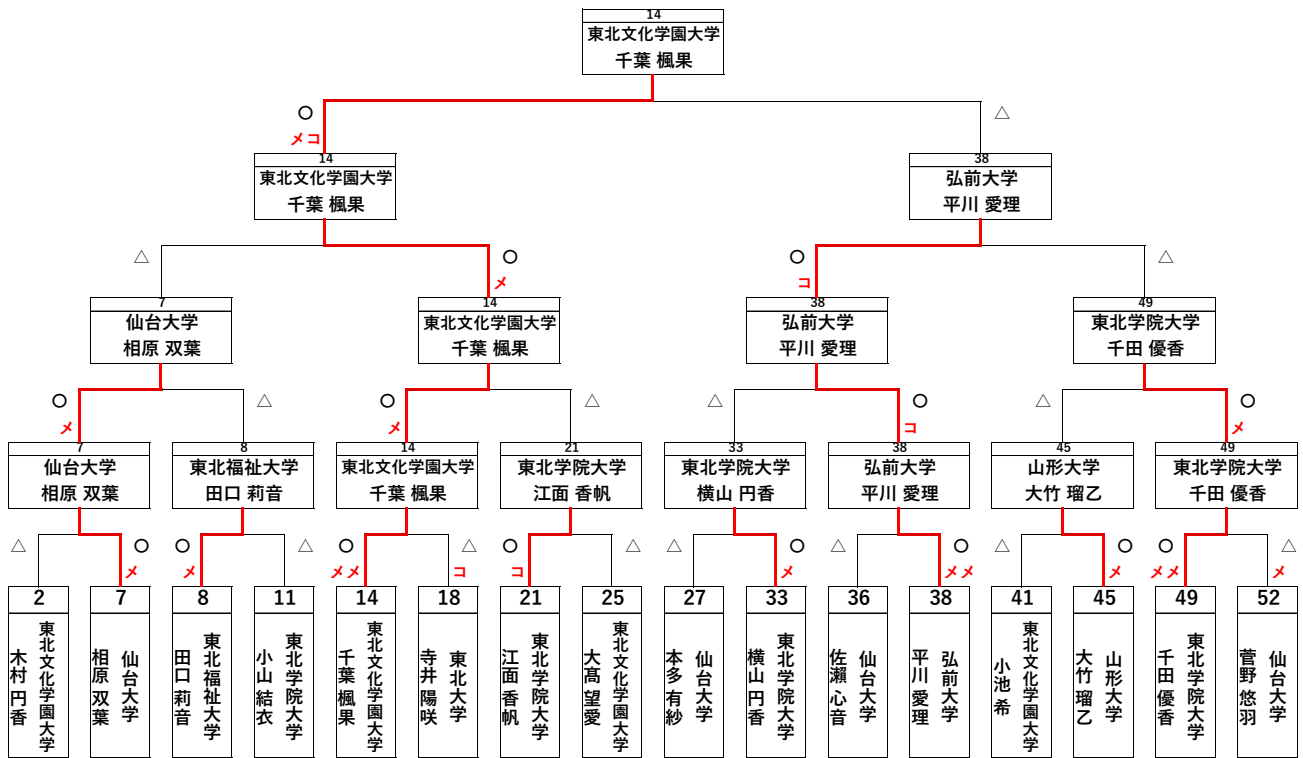 14
東北文化学園大学
千葉 楓果
○ △
メコ
14 38
東北文化学園大学 弘前大学
千葉 楓果 平川 愛理
△ ○ ○ △
メ コ
7 14 38 49
仙台大学 東北文化学園大学 弘前大学 東北学院大学
相原 双葉 千葉 楓果 平川 愛理 千田 優香
○ △ ○ △ △ ○ △ ○
メ メ コ メ
7 8 14 21 33 38 45 49
仙台大学 東北福祉大学 東北文化学園大学 東北学院大学 東北学院大学 弘前大学 山形大学 東北学院大学
相原 双葉 田口 莉音 千葉 楓果 江面 香帆 横山 円香 平川 愛理 大竹 瑠乙 千田 優香
△ ○ ○ △ ○ △ ○ △ △ ○ △ ○ △ ○ ○ △
メ メ メメ コ コ メ メメ メ メメ メ
2 7 8 11 14 18 21 25 27 33 36 38 41 45 49 52
東北文化学園大学
木村 円香
仙台大学
相原 双葉
東北福祉大学
田口 莉音
東北学院大学
小山 結衣
東北文化学園大学
千葉 楓果
東北大学
寺井 陽咲
東北学院大学
江面 香帆
東北文化学園大学
大髙 望愛
仙台大学
本多 有紗
東北学院大学
横山 円香
仙台大学
佐瀬 心音
弘前大学
平川 愛理
東北文化学園大学
小池 希
山形大学
大竹 瑠乙
東北学院大学
千田 優香
仙台大学
菅野 悠羽